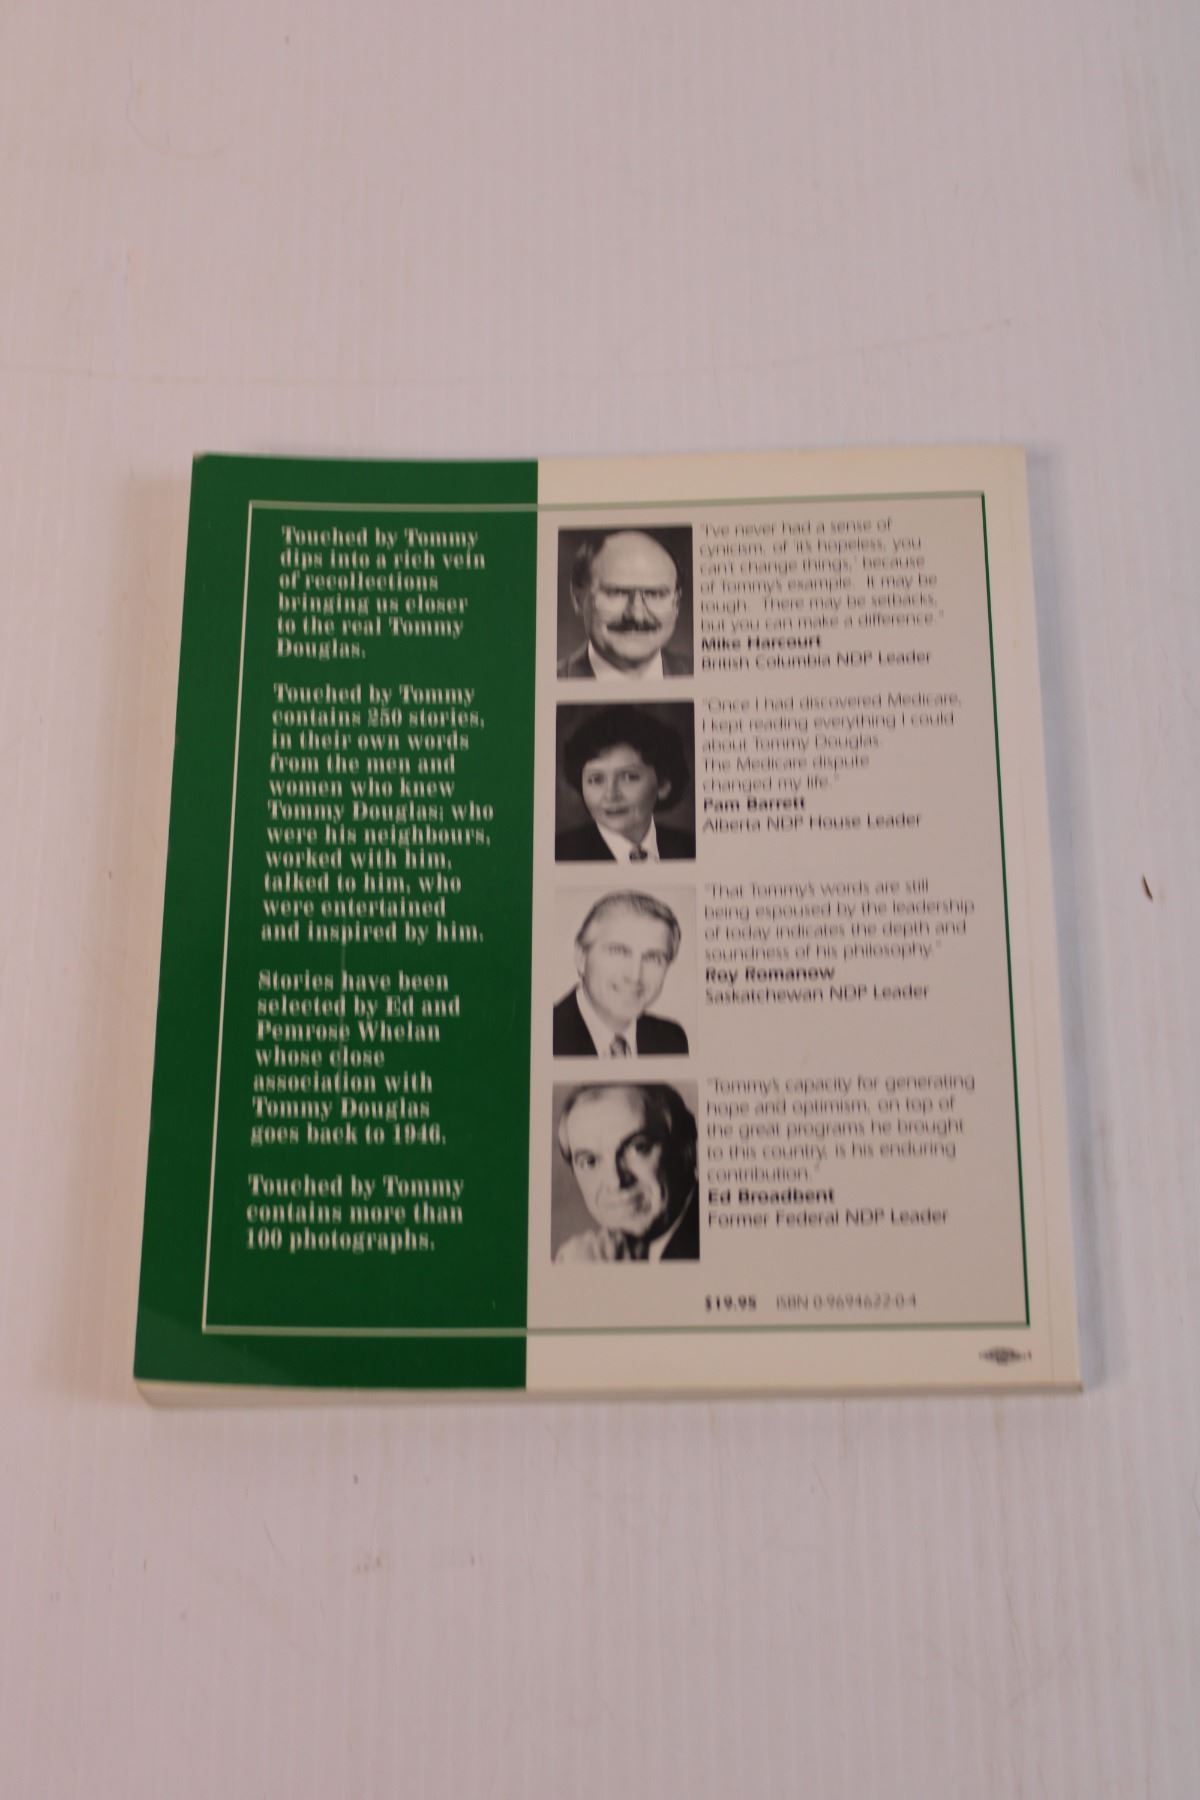 Touched by Tommy
dips into a rich vein
of recollections
bringing us closer
to the real Tommy
Douglas.
Touched by Tommy
contains 250 stories,
in their own words
from the men and
women who knew
Tommy Douglas; who
were his neighbours,
worked with him,
talked to him, who
were entertained
and inspired by him.
Stories have been
selected by Ed and
Pemrose Whelan
whose close
association with
Tommy Douglas
goes back to 1946.
Touched by Tommy
contains more than
100 photographs.
"I've never had a sense of
cynicism, of 'it's hopeless, you
can't change things,' because
of Tommy's example. It may be
tough. There may be setbacks,
but you can make a difference."
Mike Harcourt
British Columbia NDP Leader
"Once I had discovered Medicare,
I kept reading everything I could
about Tommy Douglas.
The Medicare dispute
changed my life."
Pam Barrett
Alberta NDP House Leader
"That Tommy's words are still
being espoused by the leadership
of today indicates the depth and
soundness of his philosophy."
Roy Romanow
Saskatchewan NDP Leader
"Tommy's capacity for generating
hope and optimism, on top of
the great programs he brought
to this country, is his enduring
contribution."
Ed Broadbent
Former Federal NDP Leader
$19.95 ISBN 0-9694622-0-4